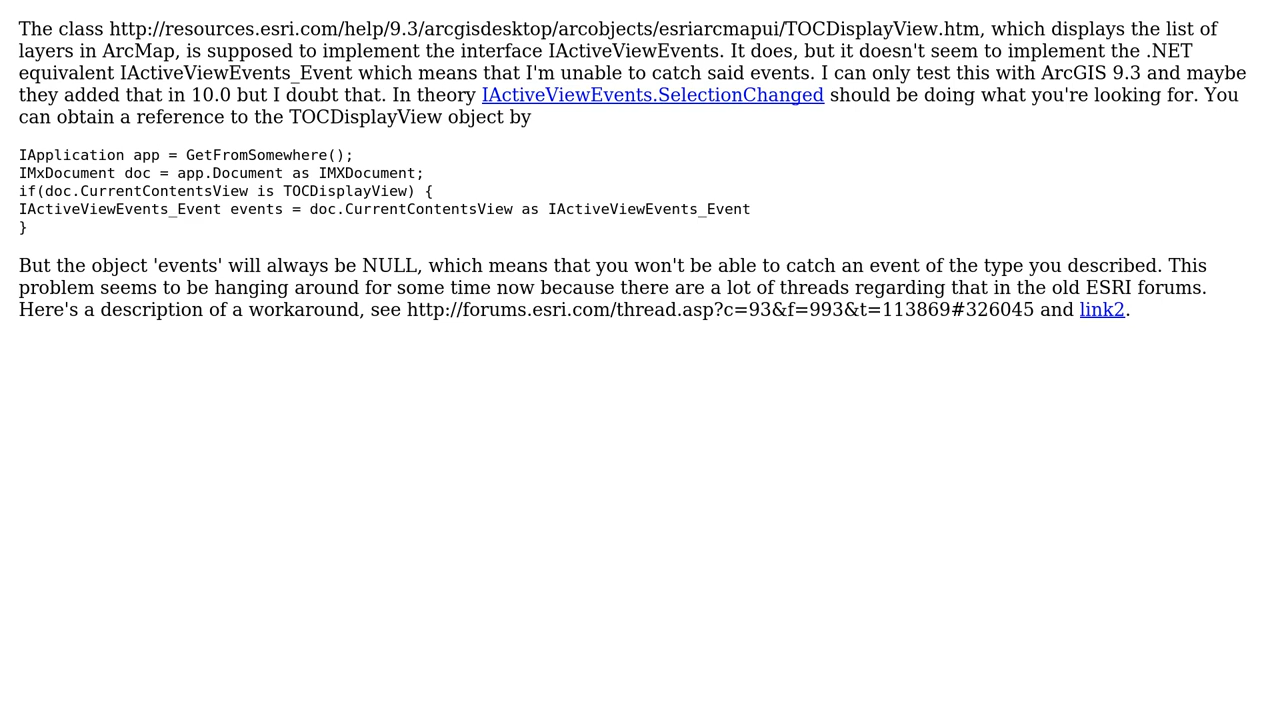 The class http://resources.esri.com/help/9.3/arcgisdesktop/arcobjects/esriarcmapui/TOCDisplayView.htm, which displays the list of
layers in ArcMap, is supposed to implement the interface IActiveViewEvents. It does, but it doesn't seem to implement the .NET
equivalent IActiveViewEvents_Event which means that I'm unable to catch said events. I can only test this with ArcGIS 9.3 and maybe
they added that in 10.0 but I doubt that. In theory IActiveViewEvents.SelectionChanged should be doing what you're looking for. You
can obtain a reference to the TOCDisplayView object by
IApplication app = GetFromSomewhere();
IMxDocument doc = app.Document as IMXDocument;
if(doc.CurrentContentsView is TOCDisplayView) {
IActiveViewEvents_Event events = doc.CurrentContentsView as IActiveViewEvents_Event
}
But the object 'events' will always be NULL, which means that you won't be able to catch an event of the type you described. This
problem seems to be hanging around for some time now because there are a lot of threads regarding that in the old ESRI forums.
Here's a description of a workaround, see http://forums.esri.com/thread.asp?c=93&f=993&t=113869#326045 and link2.